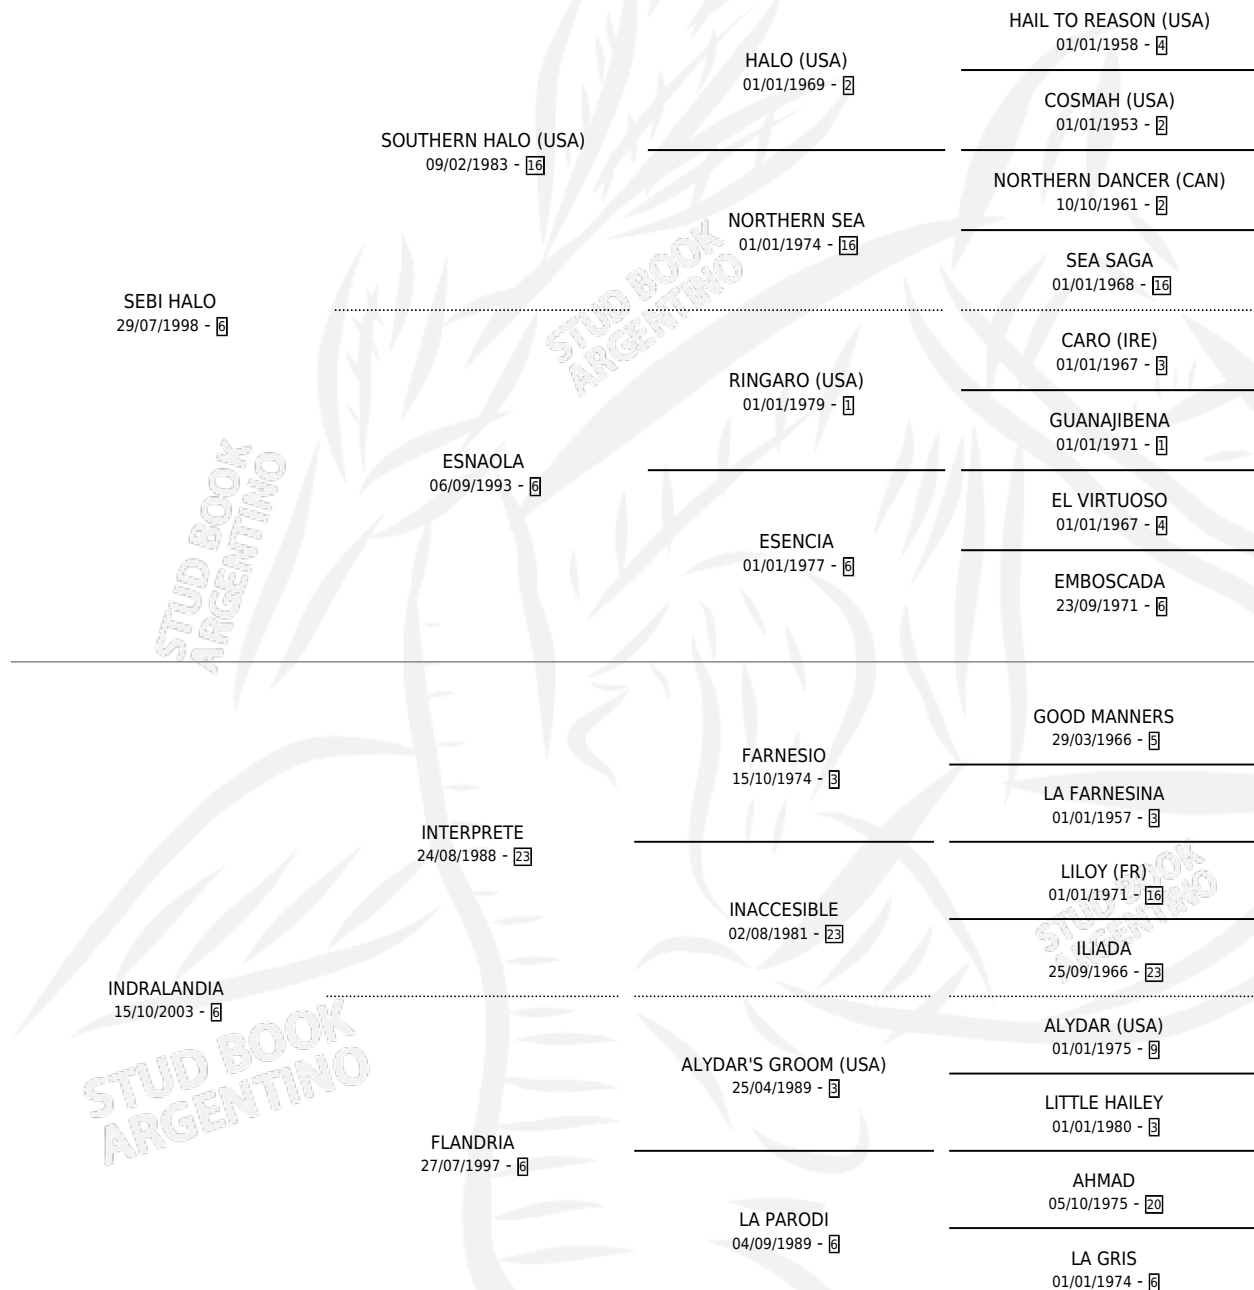 HAIL TO REASON (USA)
01/01/1958 - 4
HALO (USA)
01/01/1969 - 2
COSMAH (USA)
01/01/1953 - 2
SOUTHERN HALO (USA)
09/02/1983 - 16
NORTHERN DANCER (CAN)
10/10/1961 - 2
NORTHERN SEA
01/01/1974 - 16
SEA SAGA
01/01/1968 - 16
SEBI HALO
29/07/1998 - 6
STUD BOOK
ARGENTINO
CARO (IRE)
01/01/1967 - 3
RINGARO (USA)
01/01/1979 - 1
GUANAJIBENA
01/01/1971 - 1
ESNAOLA
06/09/1993 - 6
EL VIRTUOSO
01/01/1967 - 4
ESENCIA
01/01/1977 - 6
EMBOSCADA
23/09/1971 - 6
STUD BOOK
ARGENTINO
GOOD MANNERS
29/03/1966 - 5
FARNESIO
15/10/1974 - 3
LA FARNESINA
01/01/1957 - 3
INTERPRETE
24/08/1988 - 23
LILOY (FR)
01/01/1971 - 16
INACCESIBLE
02/08/1981 - 23
ILIADA
25/09/1966 - 23
STUD BOOK
ARGENTINO
INDRALANDIA
15/10/2003 - 6
ALYDAR (USA)
01/01/1975 - 9
ALYDAR'S GROOM (USA)
25/04/1989 - 3
LITTLE HAILEY
01/01/1980 - 3
STUD BOOK
ARGENTINO
FLANDRIA
27/07/1997 - 6
AHMAD
05/10/1975 - 20
LA PARODI
04/09/1989 - 6
LA GRIS
01/01/1974 - 6